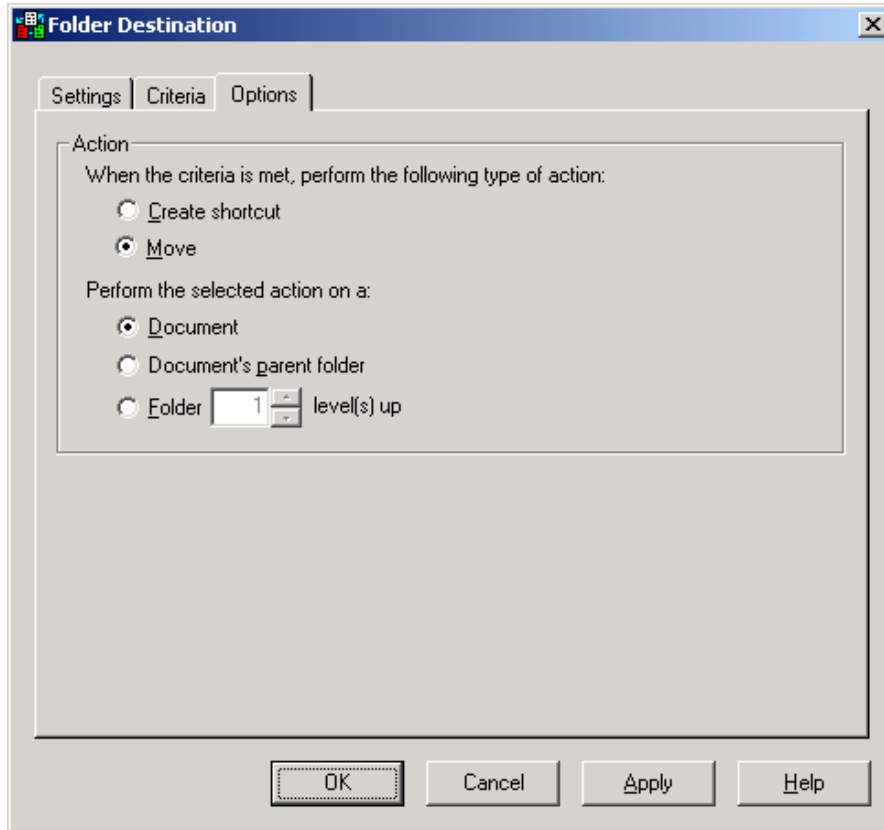 Folder Destination
Settings Criteria Options
Action
When the criteria is met, perform the following type of action:
Create shortcut
Move
Perform the selected action on a:
Document
Document's parent folder
Folder 1 level(s) up
OK Cancel Apply Help